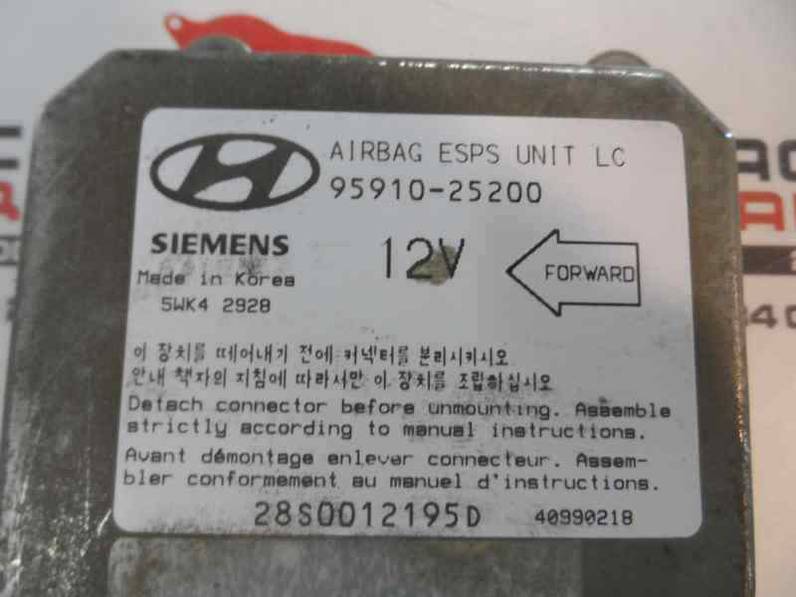 AIRBAG ESPS UNIT LC
95910-25200
SIEMENS
12V
FORWARD
Made in Korea
5WK4 2928
이 장치를 떼어내기 전에 커넥터를 분리시키시오
안내 책자의 지침에 따라서만 이 장치를 조립하십시오
Detach connector before unmounting. Assemble
strictly according to manual instructions.
Avant démontage enlever connecteur. Assem-
bler conformement au manuel d'instructions.
28S0012195D
40990218